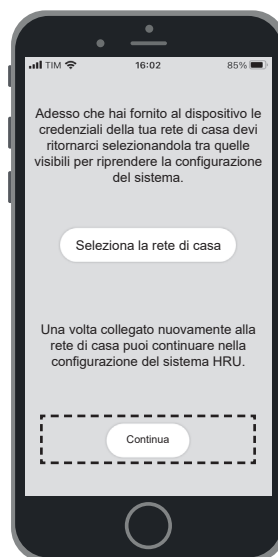 TIM 16:02 85%
Adesso che hai fornito al dispositivo le
credenziali della tua rete di casa devi
ritornarci selezionandola tra quelle
visibili per riprendere la configurazione
del sistema.
Seleziona la rete di casa
Una volta collegato nuovamente alla
rete di casa puoi continuare nella
configurazione del sistema HRU.
Continua